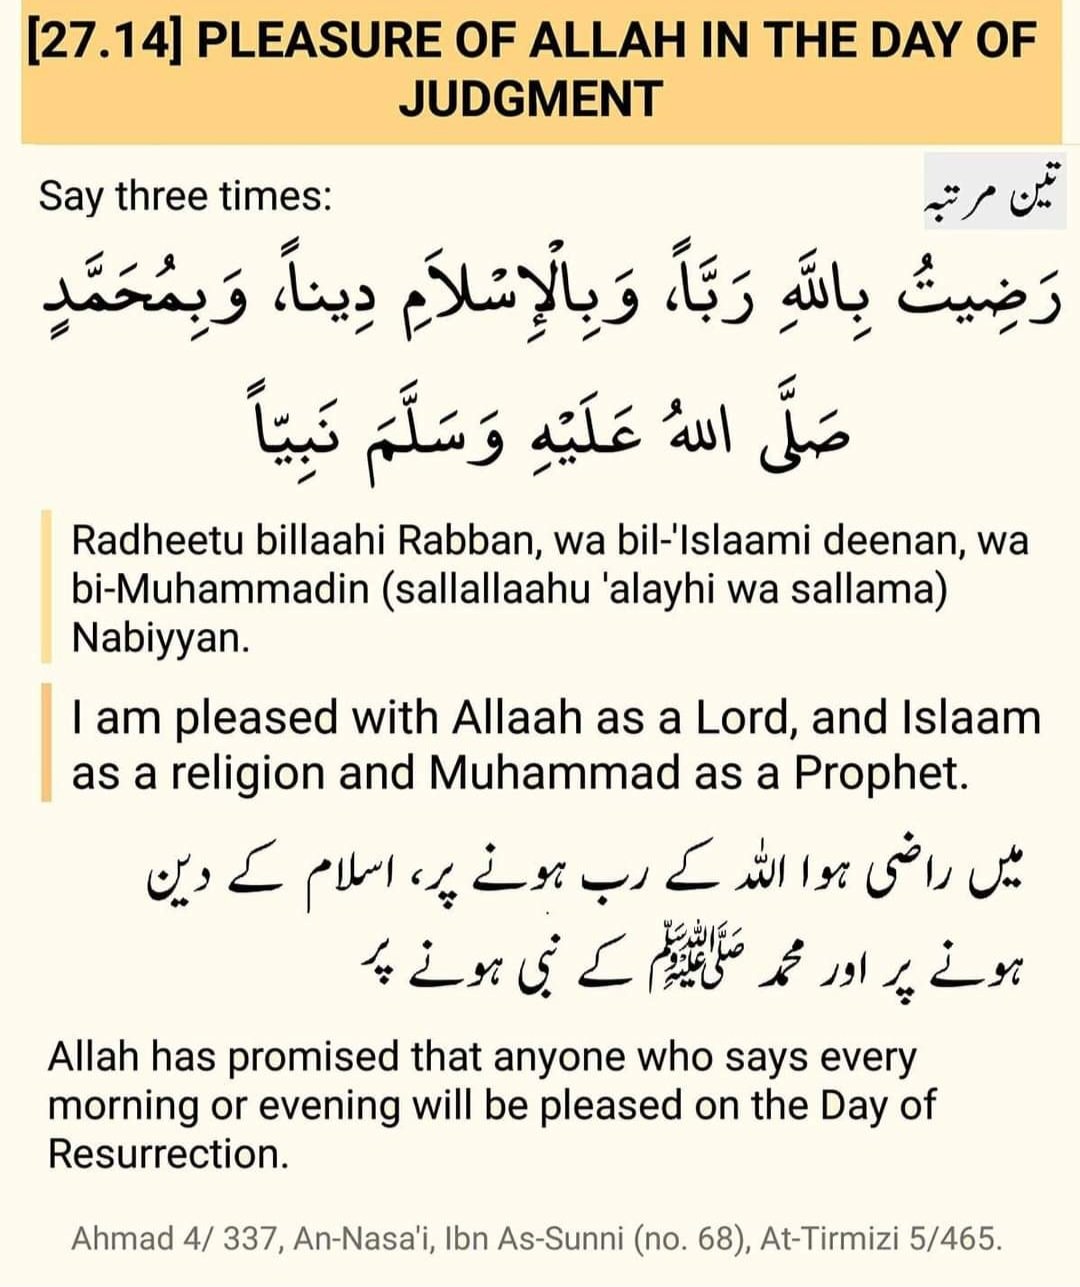 [27.14] PLEASURE OF ALLAH IN THE DAY OF
JUDGMENT
Say three times:
تین مرتبہ
رَضِيتُ بِاللَّهِ رَبَّاً، وَبِالْإِسْلاَمِ دِيناً، وَبِمُحَمَّدٍ
صَلَّى اللهُ عَلَيْهِ وَسَلَّمَ نَبِيّاً
Radheetu billaahi Rabban, wa bil-'Islaami deenan, wa
bi-Muhammadin (sallallaahu 'alayhi wa sallama)
Nabiyyan.
I am pleased with Allaah as a Lord, and Islaam
as a religion and Muhammad as a Prophet.
میں راضی ہوا اللہ کے رب ہونے پر، اسلام کے دین
ہونے پر اور محمد ﷺ کے نبی ہونے پر
Allah has promised that anyone who says every
morning or evening will be pleased on the Day of
Resurrection.
Ahmad 4/ 337, An-Nasa'i, Ibn As-Sunni (no. 68), At-Tirmizi 5/465.